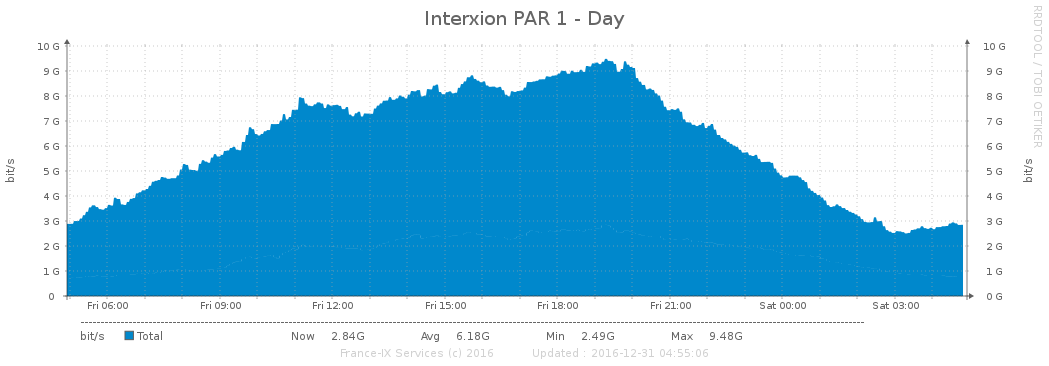 Interxion PAR 1 - Day
RRDTOOL / TOBI OETIKER
bit/s
10 G
9 G
8 G
7 G
6 G
5 G
4 G
3 G
2 G
1 G
0
10 G
9 G
8 G
7 G
6 G
5 G
4 G
3 G
2 G
1 G
0 G
bit/s
Fri 06:00 Fri 09:00 Fri 12:00 Fri 15:00 Fri 18:00 Fri 21:00 Sat 00:00 Sat 03:00
bit/s Total Now 2.84G Avg 6.18G Min 2.49G Max 9.48G
France-IX Services (c) 2016 Updated : 2016-12-31 04:55:06